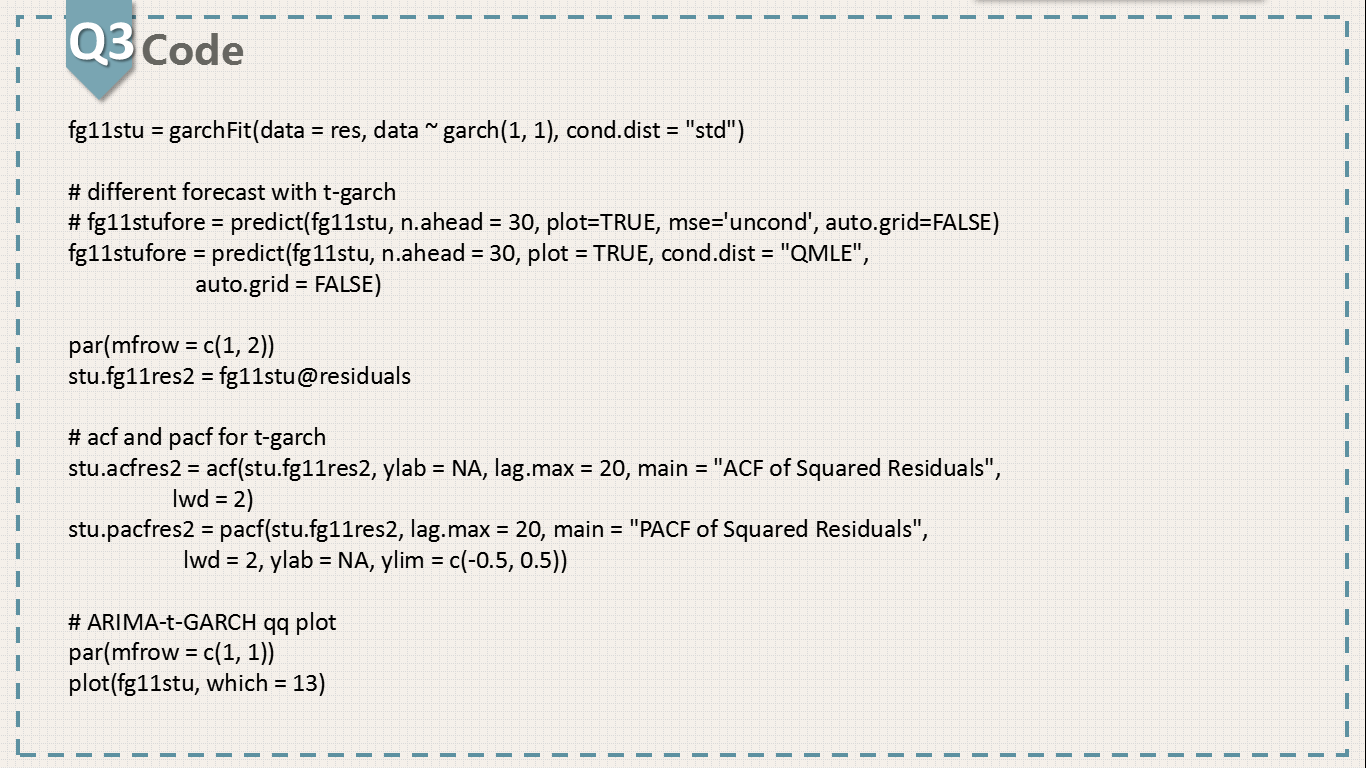 Q3 Code
fg11stu = garchFit(data = res, data ~ garch(1, 1), cond.dist = "std")
# different forecast with t-garch
# fg11stufore = predict(fg11stu, n.ahead = 30, plot=TRUE, mse='uncond', auto.grid=FALSE)
fg11stufore = predict(fg11stu, n.ahead = 30, plot = TRUE, cond.dist = "QMLE",
auto.grid = FALSE)
par(mfrow = c(1, 2))
stu.fg11res2 = fg11stu@residuals
# acf and pacf for t-garch
stu.acfres2 = acf(stu.fg11res2, ylab = NA, lag.max = 20, main = "ACF of Squared Residuals",
lwd = 2)
stu.pacfres2 = pacf(stu.fg11res2, lag.max = 20, main = "PACF of Squared Residuals",
lwd = 2, ylab = NA, ylim = c(-0.5, 0.5))
# ARIMA-t-GARCH qq plot
par(mfrow = c(1, 1))
plot(fg11stu, which = 13)